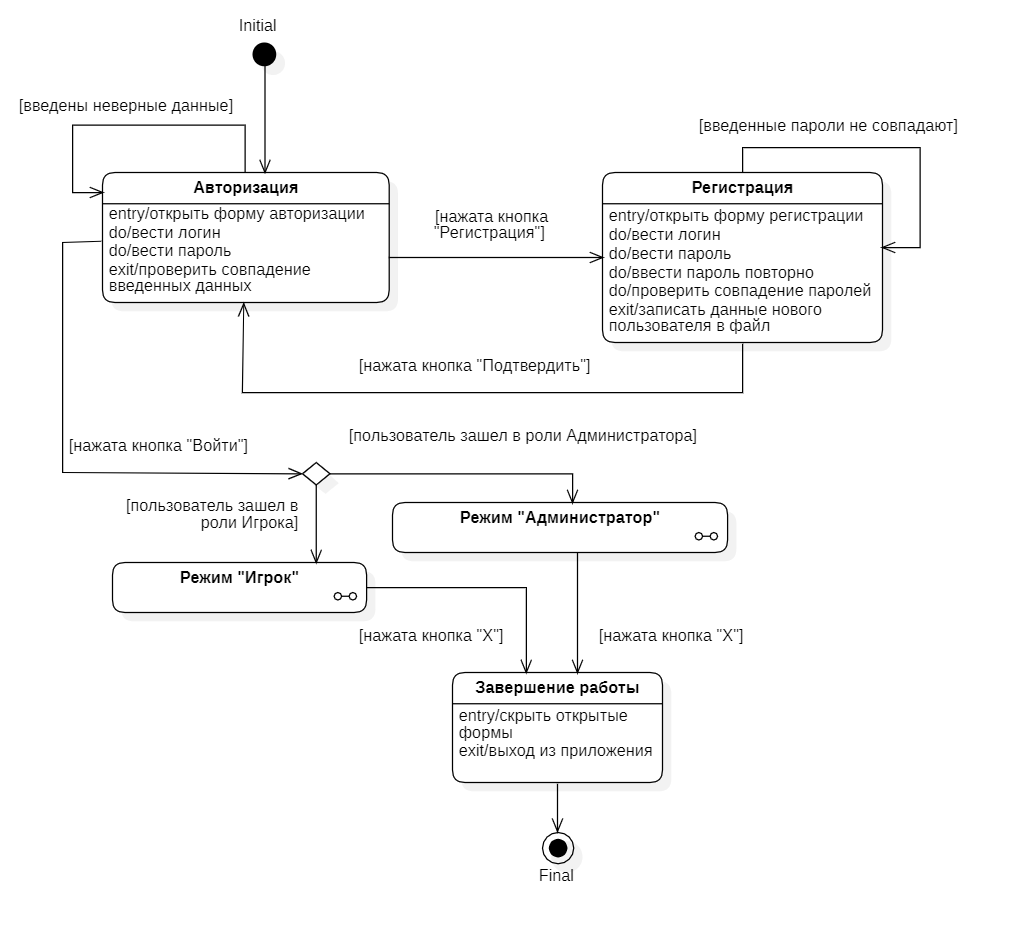 Initial
[введены неверные данные]
[введенные пароли не совпадают]
Авторизация
entry/открыть форму авторизации
do/вести логин
do/вести пароль
exit/проверить совпадение
введенных данных
[нажата кнопка
"Регистрация"]
Регистрация
entry/открыть форму регистрации
do/вести логин
do/вести пароль
do/ввести пароль повторно
do/проверить совпадение паролей
exit/записать данные нового
пользователя в файл
[нажата кнопка "Подтвердить"]
[нажата кнопка "Войти"]
[пользователь зашел в роли Администратора]
[пользователь зашел в
роли Игрока]
Режим "Администратор"
Режим "Игрок"
[нажата кнопка "X"]
[нажата кнопка "X"]
Завершение работы
entry/скрыть открытые
формы
exit/выход из приложения
Final